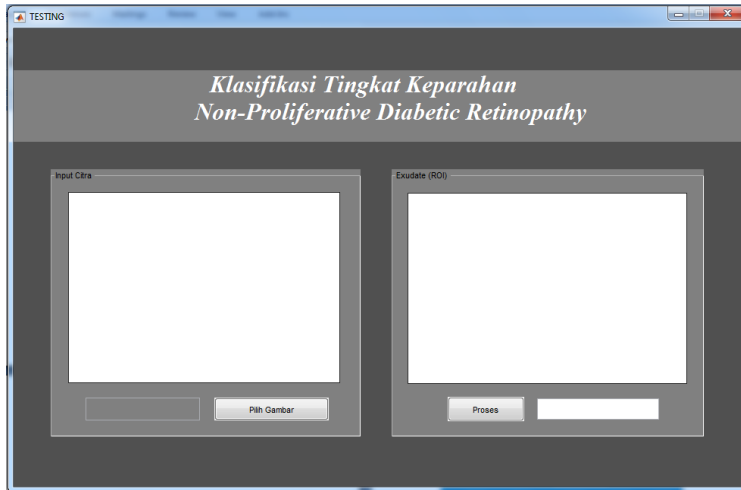 TESTING
Klasifikasi Tingkat Keparahan
Non-Proliferative Diabetic Retinopathy
Input Citra
Exudate (ROI)
Pilih Gambar
Proses